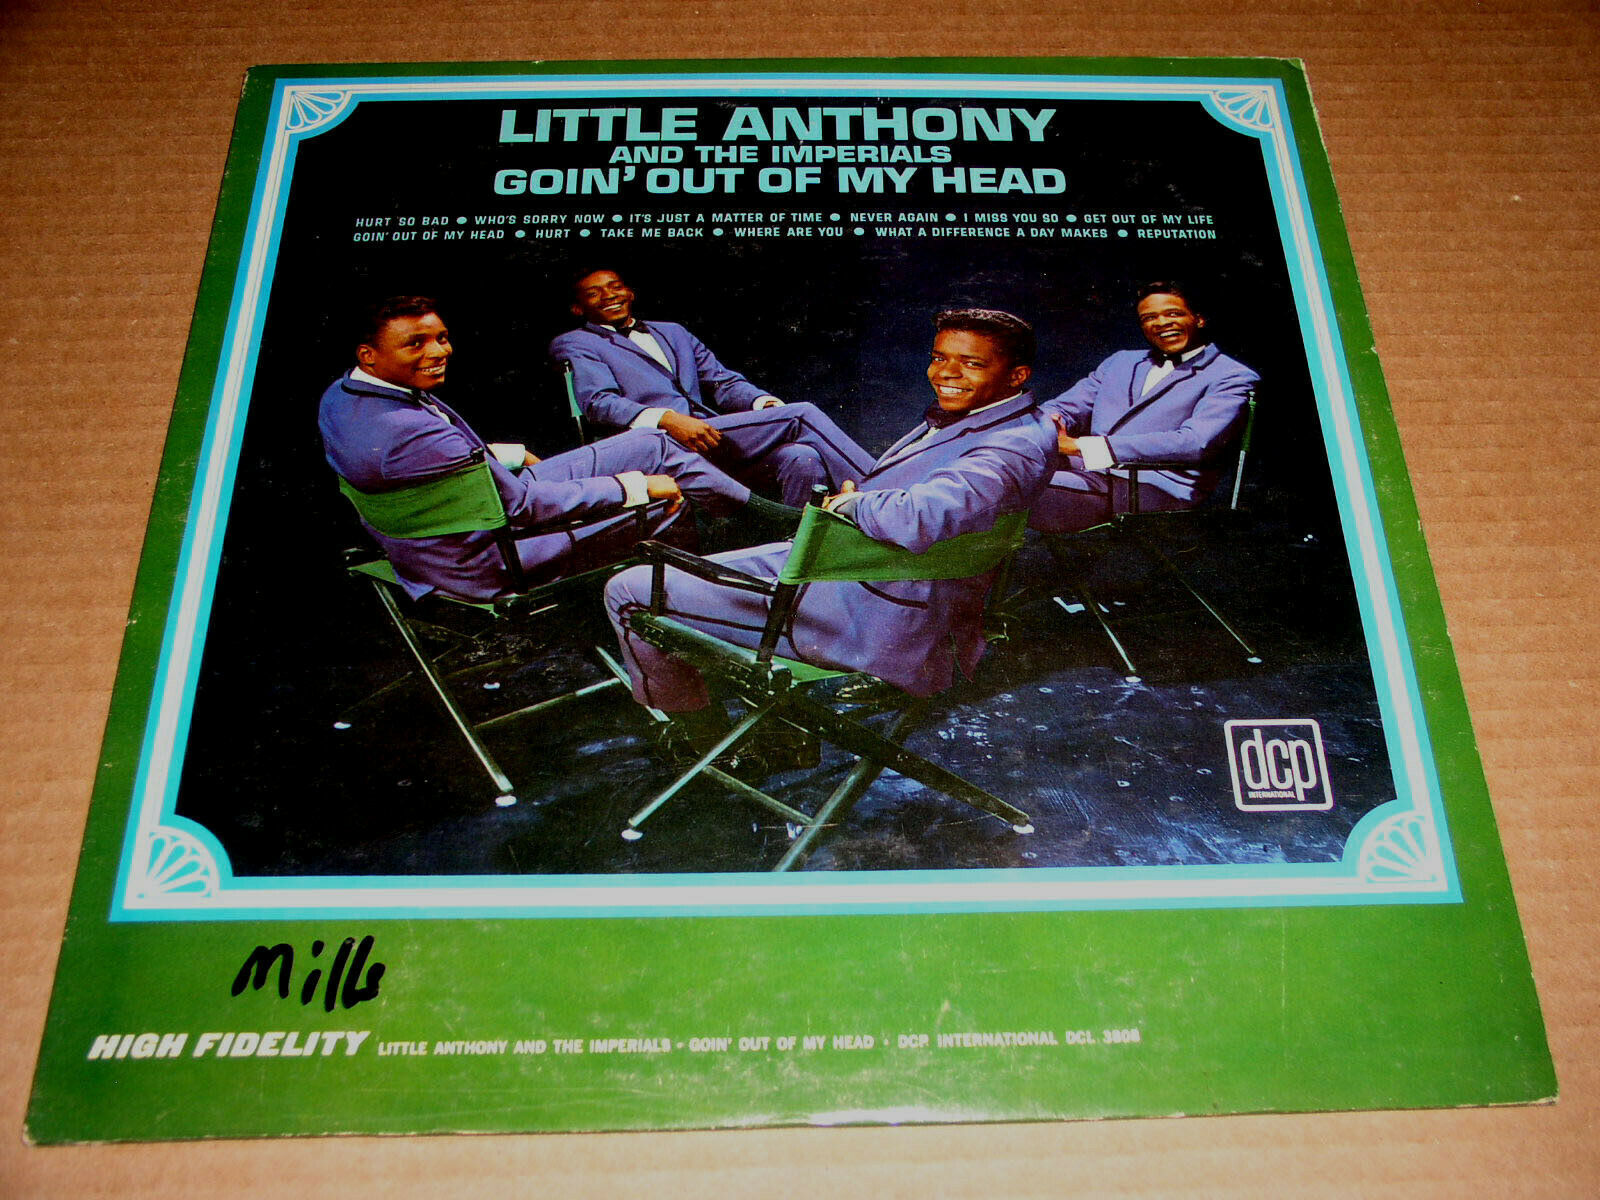 LITTLE ANTHONY
AND THE IMPERIALS
GOIN' OUT OF MY HEAD
HURT SO BAD ● WHO'S SORRY NOW ● IT'S JUST A MATTER OF TIME ● NEVER AGAIN ● I MISS YOU SO ● GET OUT OF MY LIFE
GOIN' OUT OF MY HEAD ● HURT ● TAKE ME BACK ● WHERE ARE YOU ● WHAT A DIFFERENCE A DAY MAKES ● REPUTATION
dcp
INTERNATIONAL
Mills
HIGH FIDELITY LITTLE ANTHONY AND THE IMPERIALS • GOIN' OUT OF MY HEAD • DCP INTERNATIONAL DCL 3808